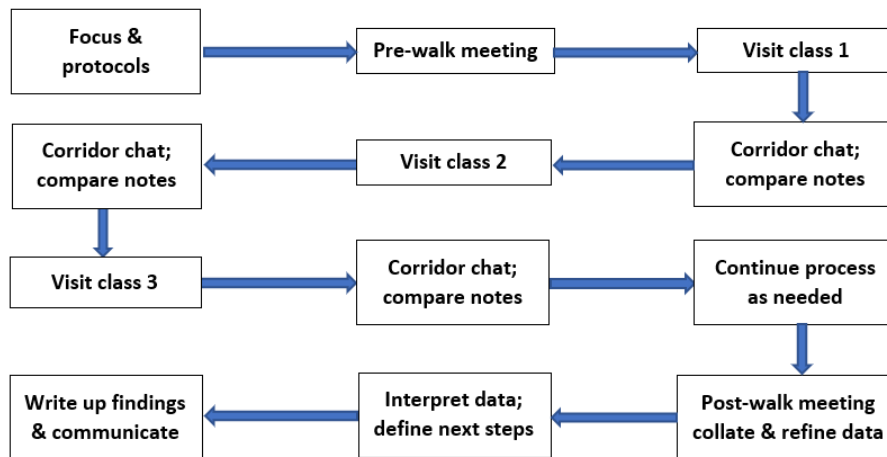 Focus &
protocols
Pre-walk meeting
Visit class 1
Corridor chat;
compare notes
Visit class 2
Corridor chat;
compare notes
Visit class 3
Corridor chat;
compare notes
Continue process
as needed
Post-walk meeting
collate & refine data
Interpret data;
define next steps
Write up findings
& communicate